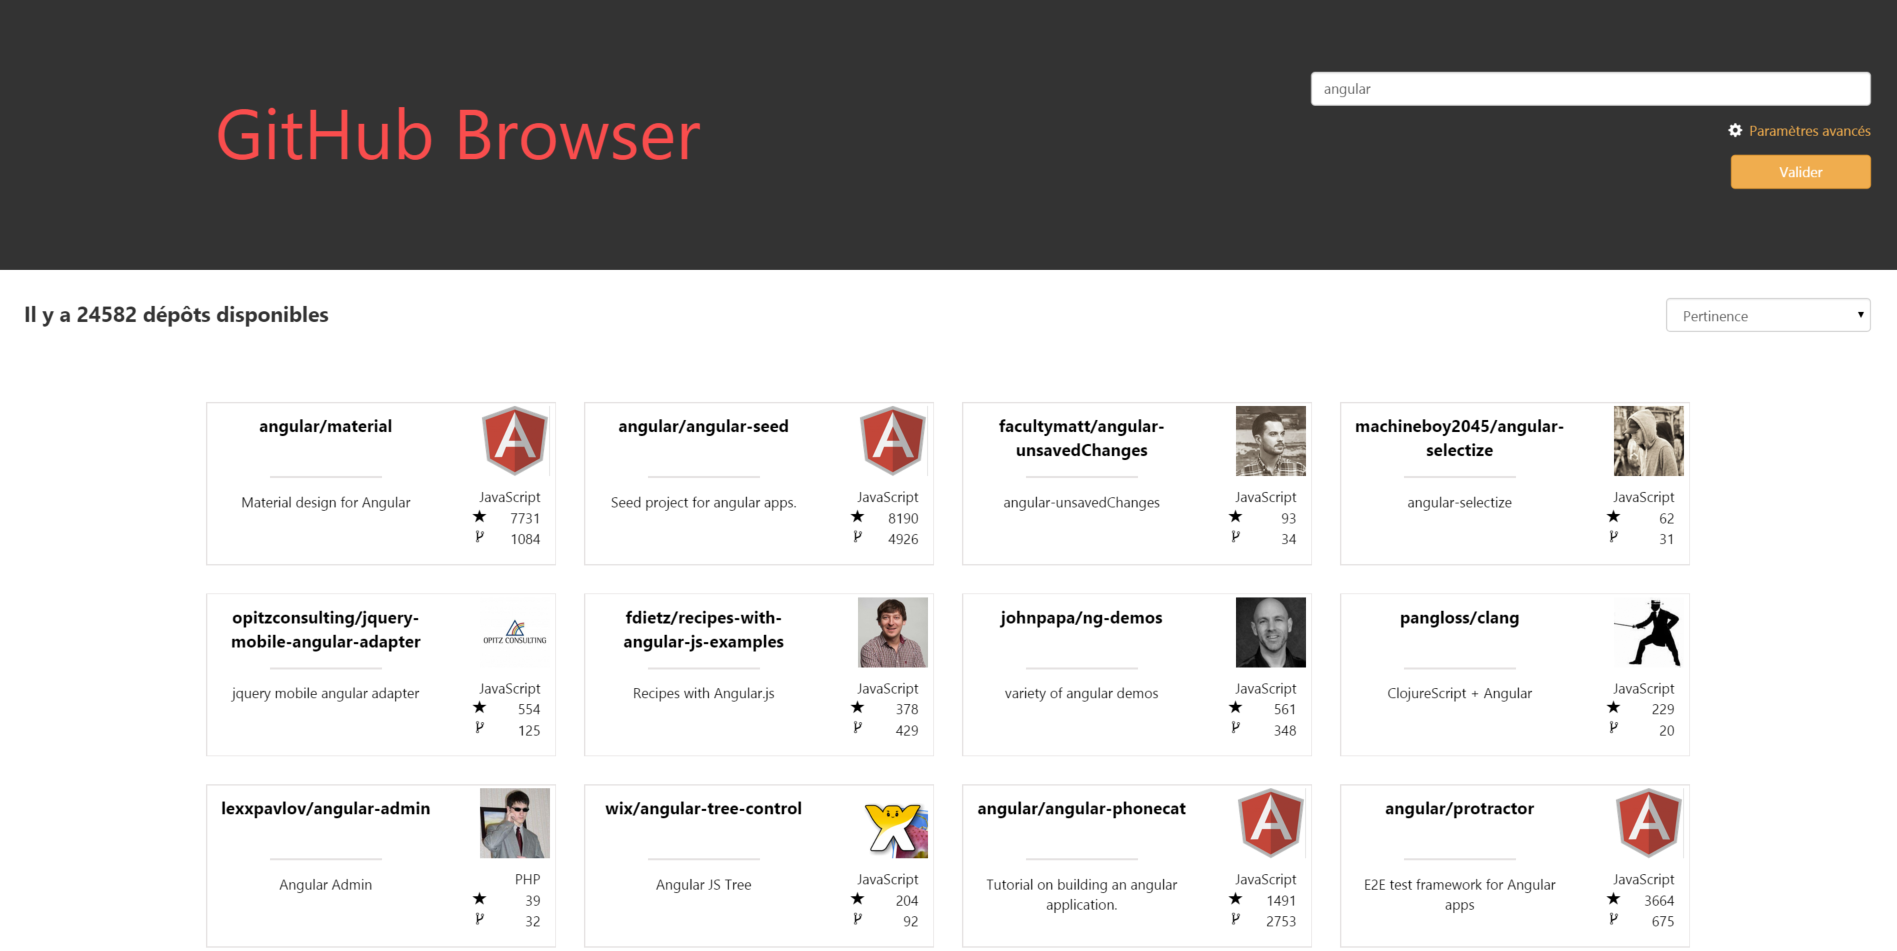 GitHub Browser
angular
Paramètres avancés
Valider
Il y a 24582 dépôts disponibles
Pertinence
angular/material
Material design for Angular
JavaScript
7731
1084
angular/angular-seed
Seed project for angular apps.
JavaScript
8190
4926
facultymatt/angular-
unsavedChanges
angular-unsavedChanges
JavaScript
93
34
machineboy2045/angular-
selectize
angular-selectize
JavaScript
62
31
opitzconsulting/jquery-
mobile-angular-adapter
OPITZ CONSULTING
jquery mobile angular adapter
JavaScript
554
125
fdietz/recipes-with-
angular-js-examples
Recipes with Angular.js
JavaScript
378
429
johnpapa/ng-demos
variety of angular demos
JavaScript
561
348
pangloss/clang
ClojureScript + Angular
JavaScript
229
20
lexxpavlov/angular-admin
Angular Admin
PHP
39
32
wix/angular-tree-control
Angular JS Tree
JavaScript
204
92
angular/angular-phonecat
Tutorial on building an angular
application.
JavaScript
1491
2753
angular/protractor
E2E test framework for Angular
apps
JavaScript
3664
675